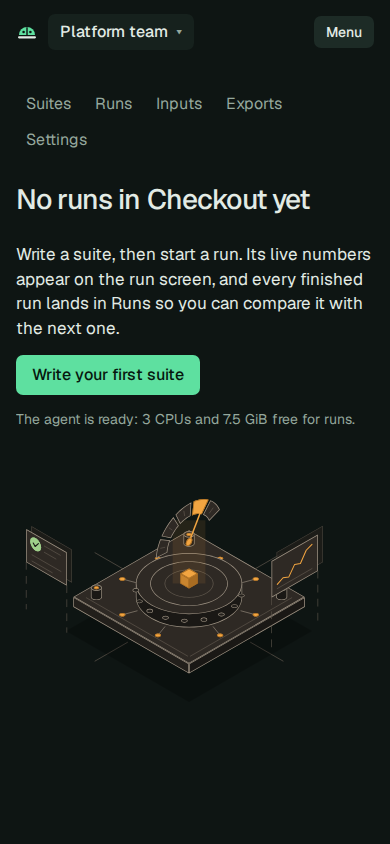 Platform team
Menu
Suites Runs Inputs Exports
Settings
No runs in Checkout yet
Write a suite, then start a run. Its live numbers
appear on the run screen, and every finished
run lands in Runs so you can compare it with
the next one.
Write your first suite
The agent is ready: 3 CPUs and 7.5 GiB free for runs.